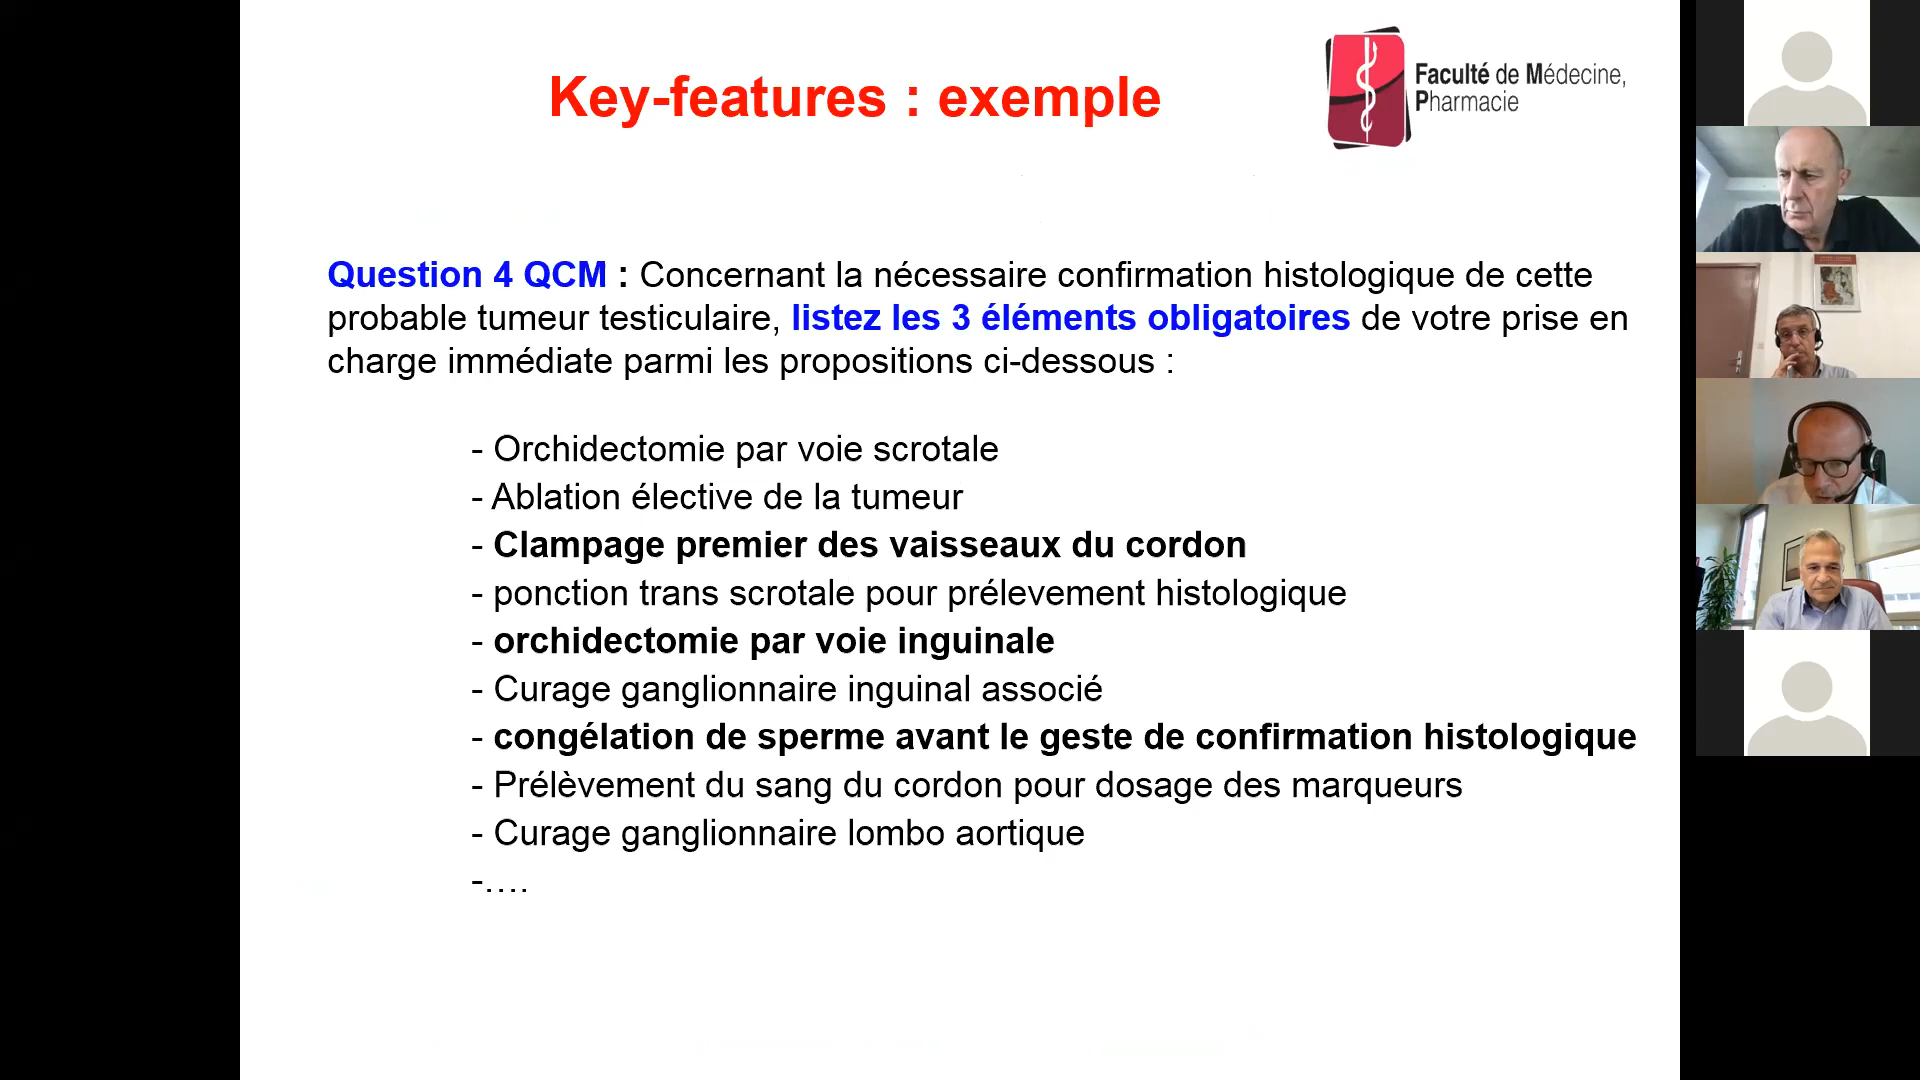 Key-features : exemple
Faculté de Médecine,
Pharmacie
Question 4 QCM : Concernant la nécessaire confirmation histologique de cette
probable tumeur testiculaire, listez les 3 éléments obligatoires de votre prise en
charge immédiate parmi les propositions ci-dessous :
- Orchidectomie par voie scrotale
- Ablation élective de la tumeur
- Clampage premier des vaisseaux du cordon
- ponction trans scrotale pour prélevement histologique
- orchidectomie par voie inguinale
- Curage ganglionnaire inguinal associé
- congélation de sperme avant le geste de confirmation histologique
- Prélèvement du sang du cordon pour dosage des marqueurs
- Curage ganglionnaire lombo aortique
-….